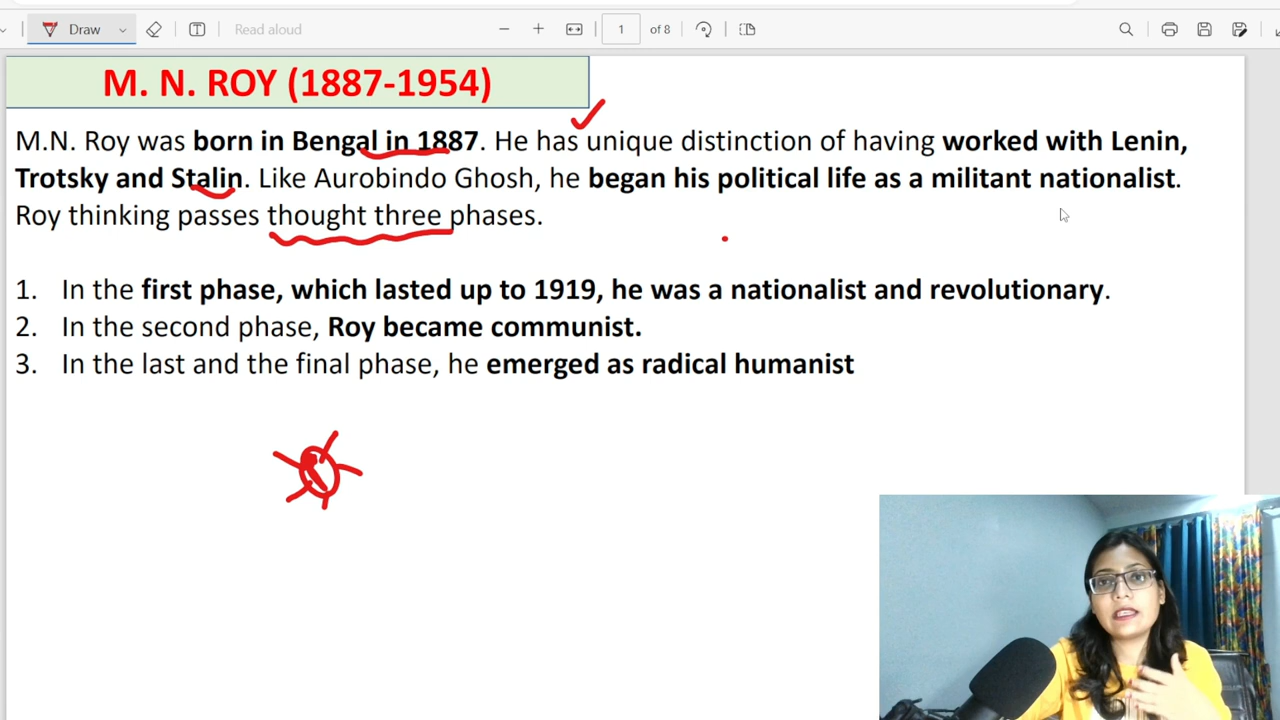 Draw
Read aloud
1 of 8
M. N. ROY (1887-1954)
M.N. Roy was born in Bengal in 1887. He has unique distinction of having worked with Lenin,
Trotsky and Stalin. Like Aurobindo Ghosh, he began his political life as a militant nationalist.
Roy thinking passes thought three phases.
1. In the first phase, which lasted up to 1919, he was a nationalist and revolutionary.
2. In the second phase, Roy became communist.
3. In the last and the final phase, he emerged as radical humanist